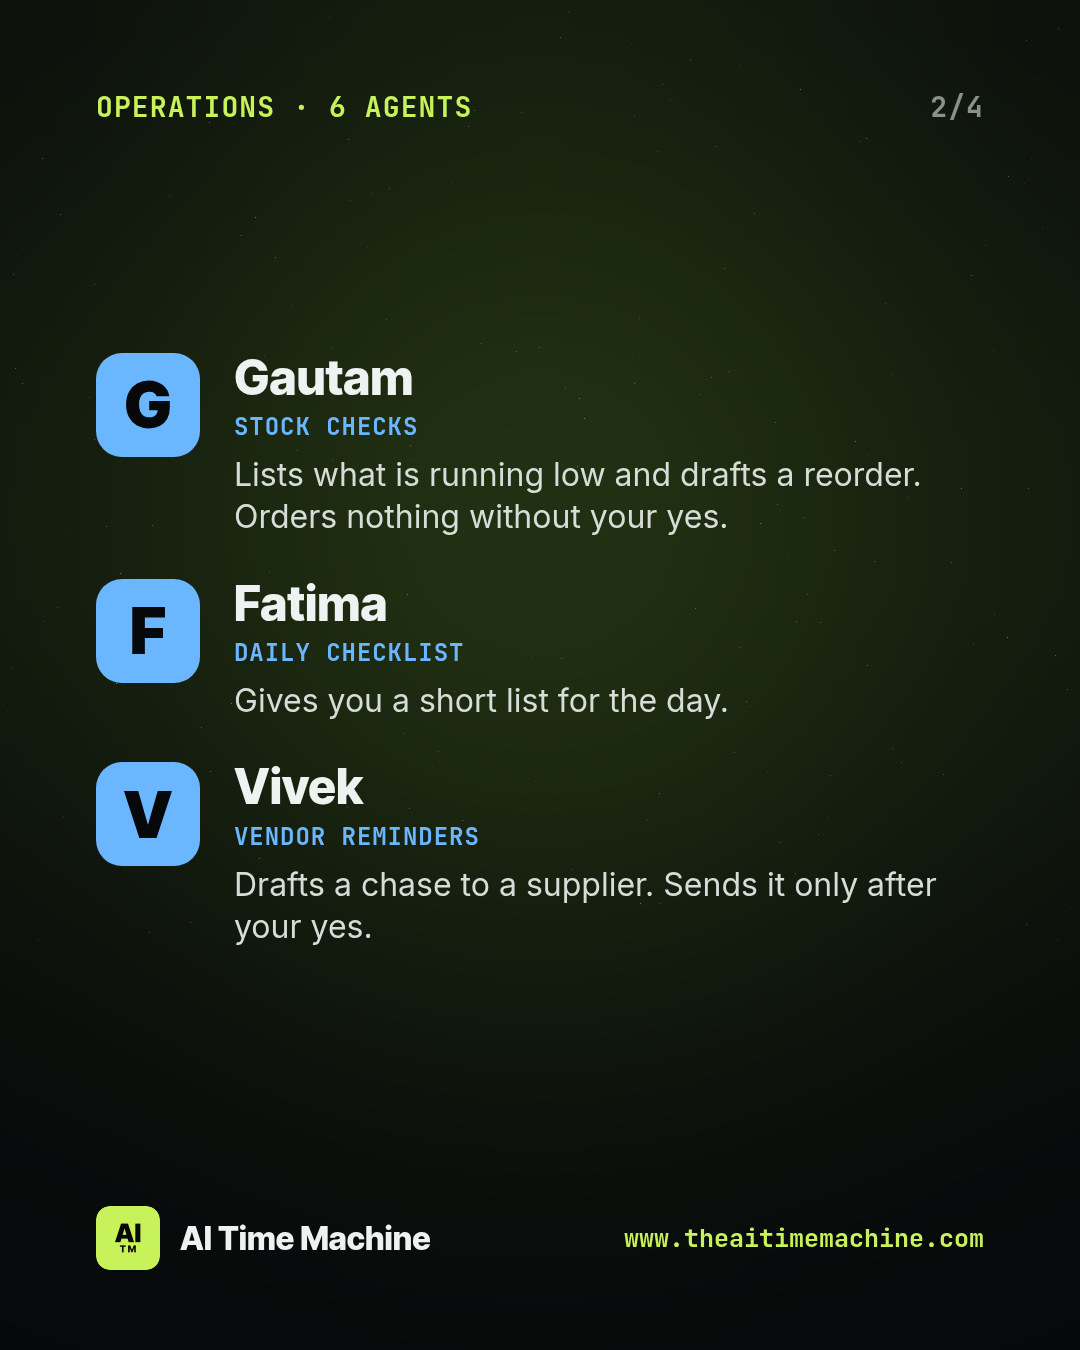 OPERATIONS · 6 AGENTS
2/4
G
Gautam
STOCK CHECKS
Lists what is running low and drafts a reorder.
Orders nothing without your yes.
F
Fatima
DAILY CHECKLIST
Gives you a short list for the day.
V
Vivek
VENDOR REMINDERS
Drafts a chase to a supplier. Sends it only after
your yes.
AI
TM
AI Time Machine
www.theaitimemachine.com